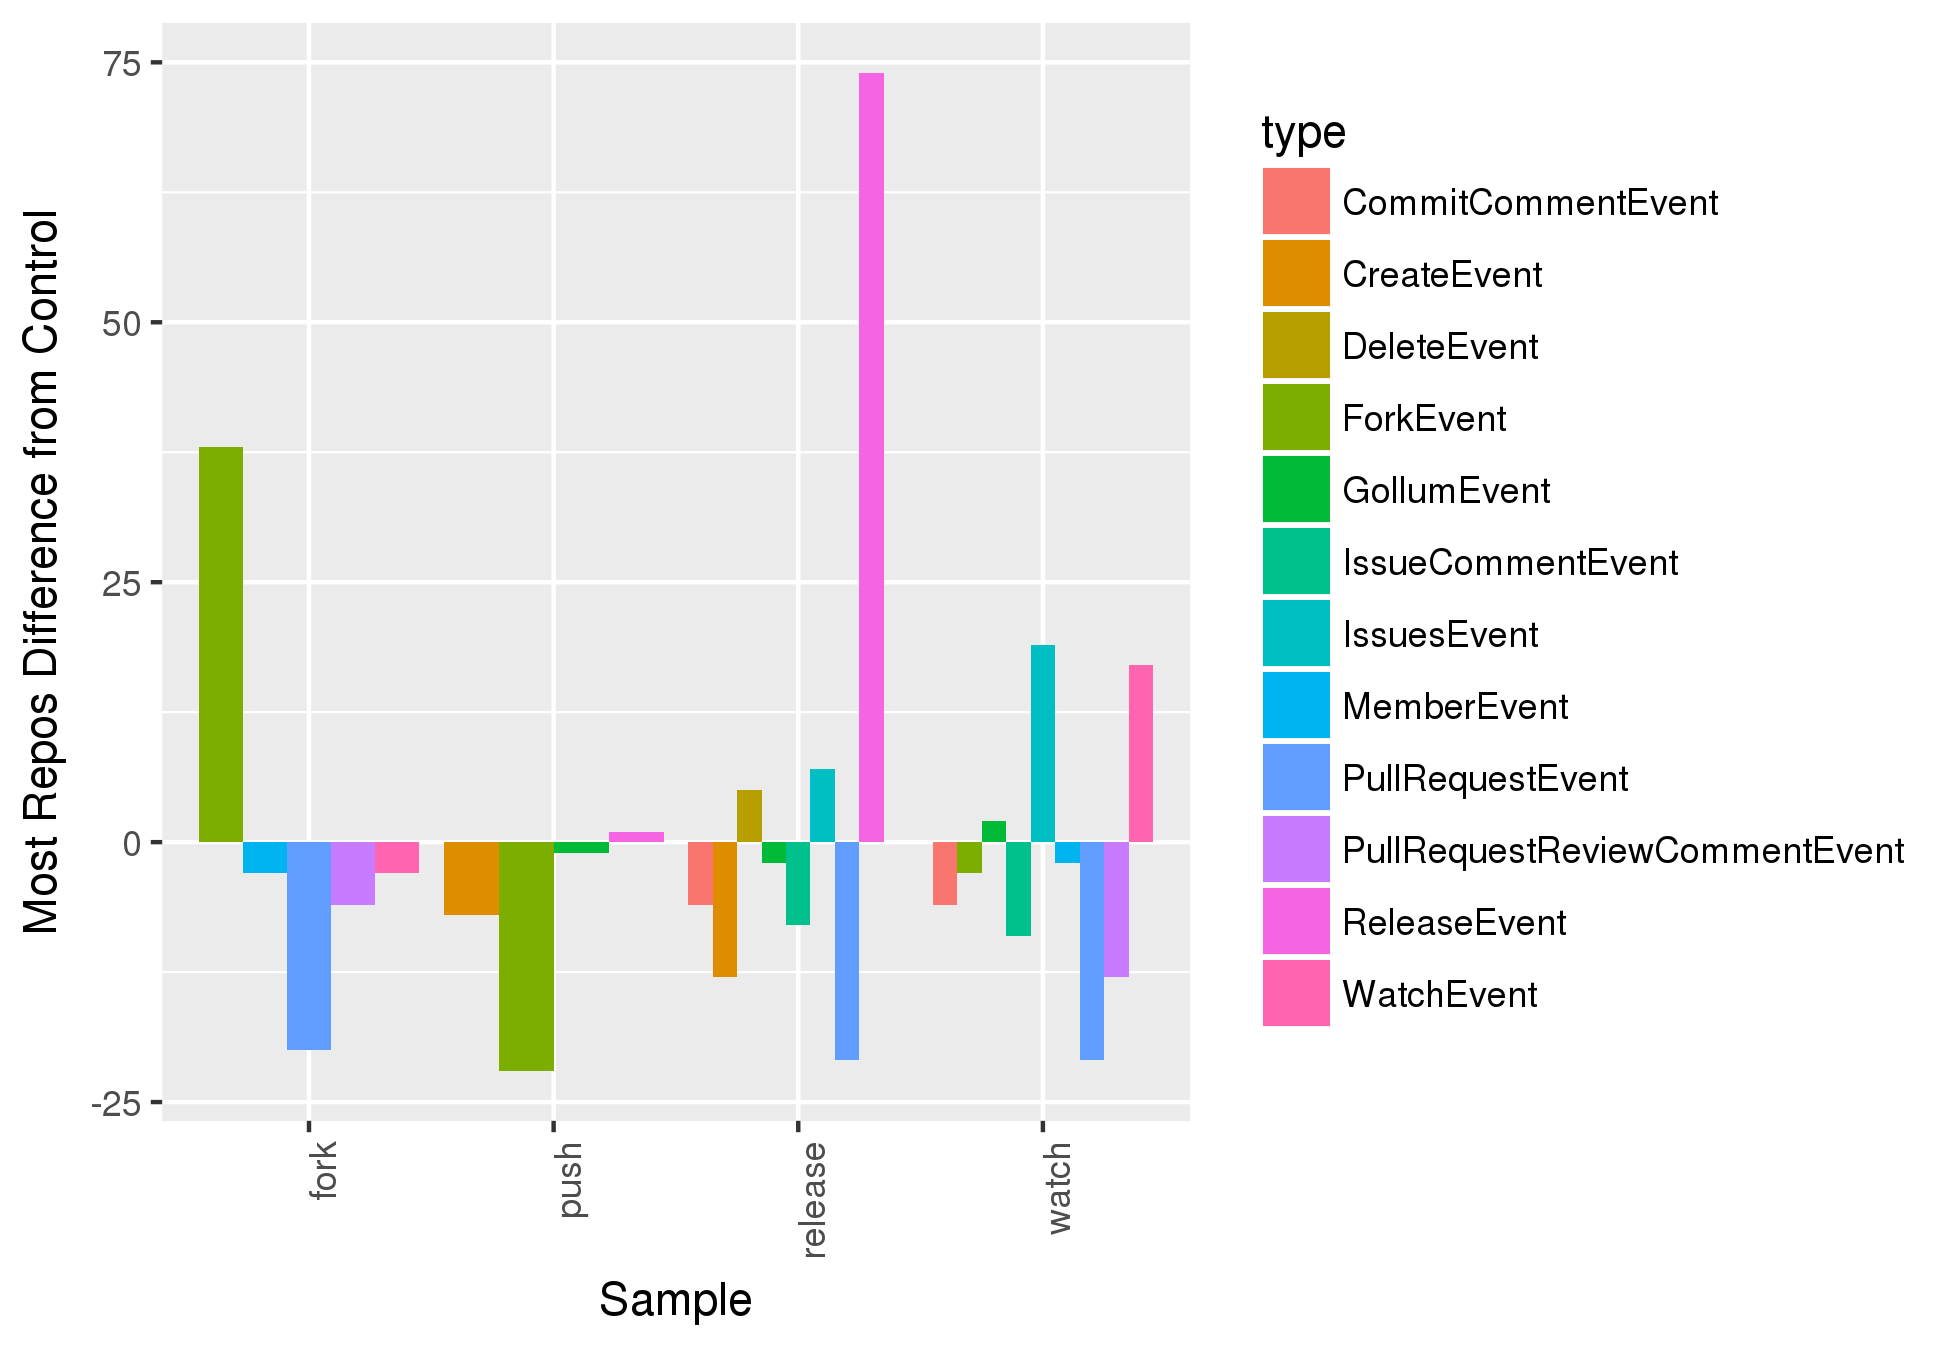 Most Repos Difference from Control
75
50
25
0
-25
fork
push
release
watch
Sample
type
CommitCommentEvent
CreateEvent
DeleteEvent
ForkEvent
GollumEvent
IssueCommentEvent
IssuesEvent
MemberEvent
PullRequestEvent
PullRequestReviewCommentEvent
ReleaseEvent
WatchEvent